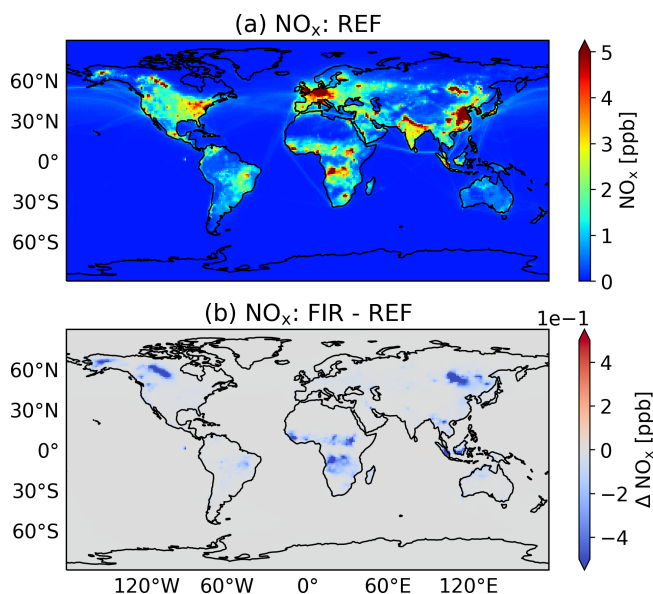 (a) NOₓ: REF
60°N
30°N
0°
30°S
60°S
5
4
3
2
1
0
NOₓ [ppb]
(b) NOₓ: FIR - REF
1e−1
60°N
30°N
0°
30°S
60°S
4
2
0
−2
−4
Δ NOₓ [ppb]
120°W 60°W 0° 60°E 120°E